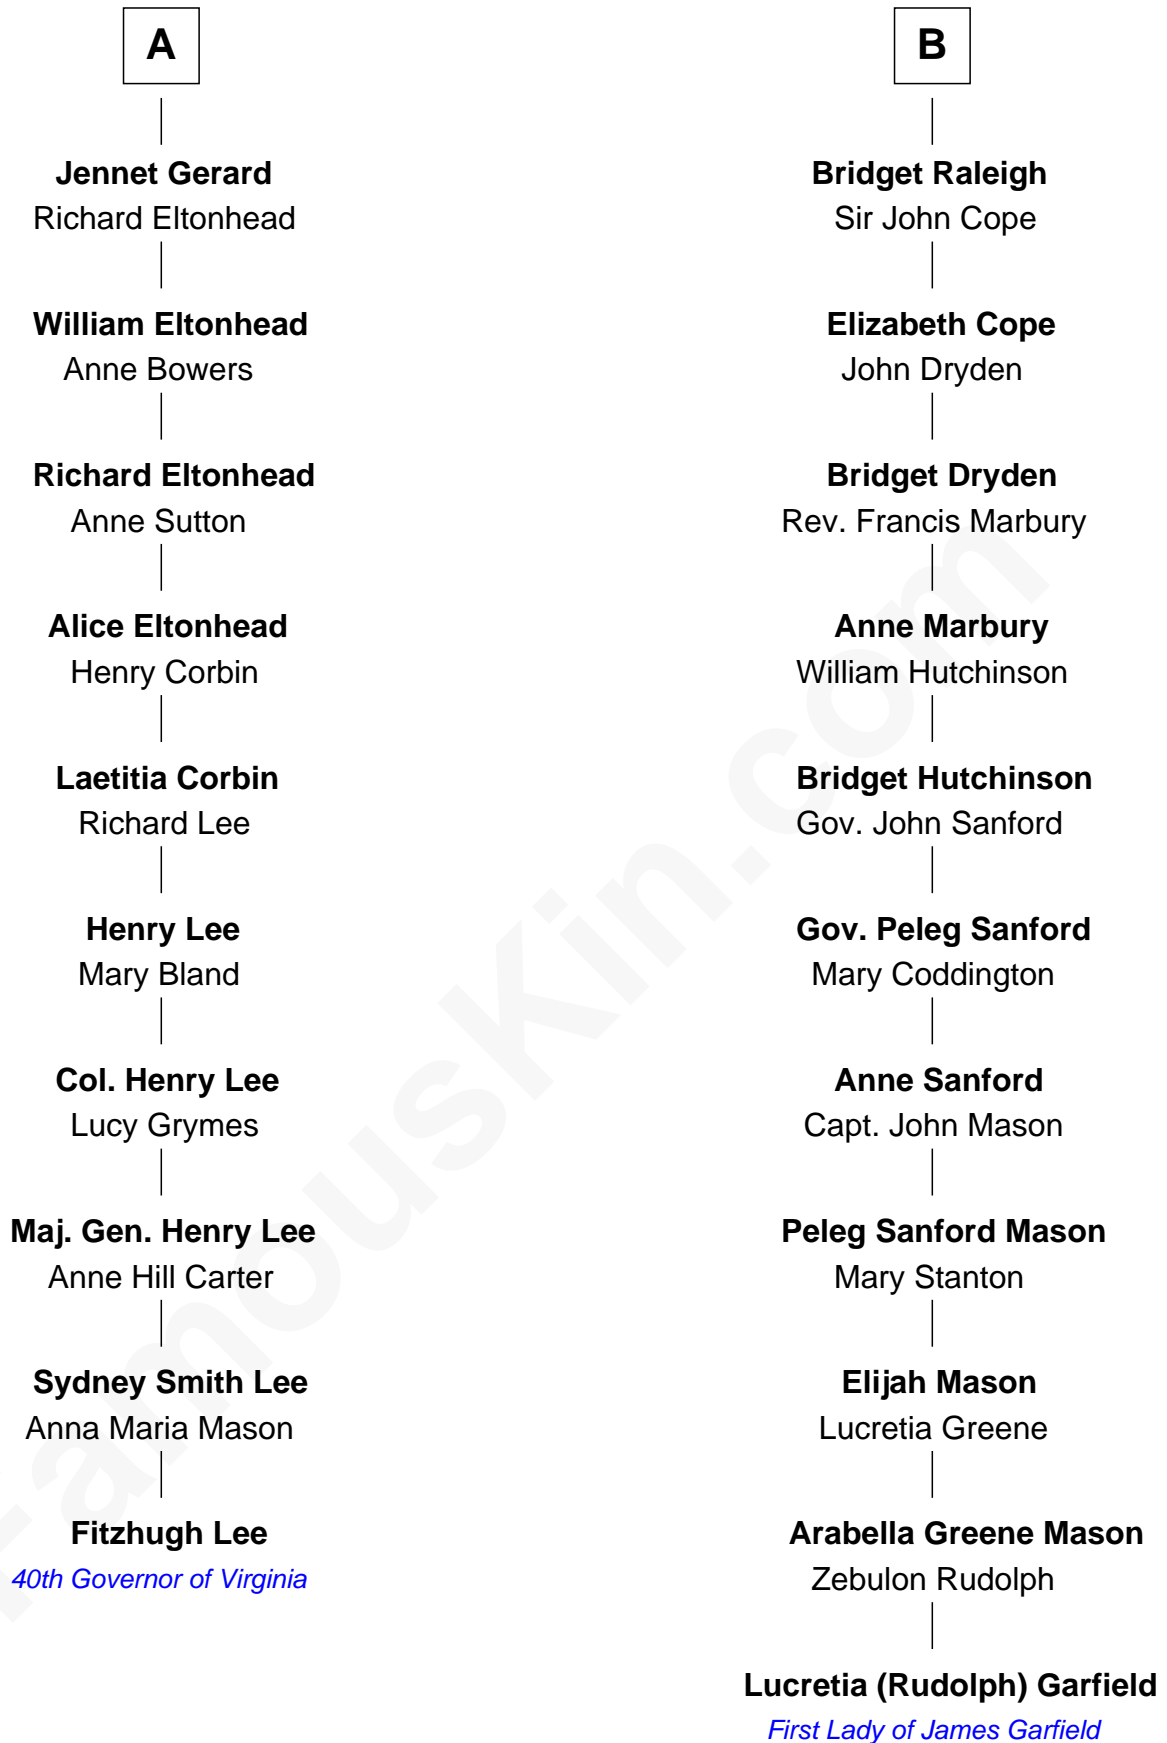 A
Jennet Gerard
Richard Eltonhead
William Eltonhead
Anne Bowers
Richard Eltonhead
Anne Sutton
Alice Eltonhead
Henry Corbin
Laetitia Corbin
Richard Lee
Henry Lee
Mary Bland
Col. Henry Lee
Lucy Grymes
Maj. Gen. Henry Lee
Anne Hill Carter
Sydney Smith Lee
Anna Maria Mason
Fitzhugh Lee
40th Governor of Virginia
B
Bridget Raleigh
Sir John Cope
Elizabeth Cope
John Dryden
Bridget Dryden
Rev. Francis Marbury
Anne Marbury
William Hutchinson
Bridget Hutchinson
Gov. John Sanford
Gov. Peleg Sanford
Mary Coddington
Anne Sanford
Capt. John Mason
Peleg Sanford Mason
Mary Stanton
Elijah Mason
Lucretia Greene
Arabella Greene Mason
Zebulon Rudolph
Lucretia (Rudolph) Garfield
First Lady of James Garfield
FamousKin.com